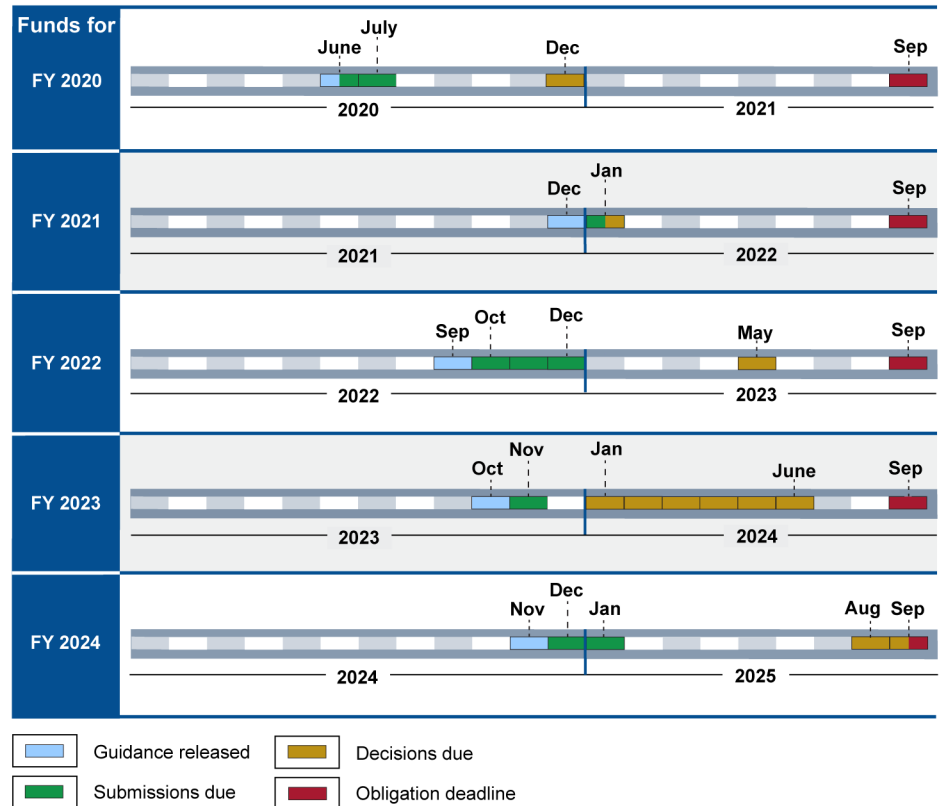 Funds for
FY 2020
June
July
Dec
Sep
2020
2021
FY 2021
Dec
Jan
Sep
2021
2022
FY 2022
Sep
Oct
Dec
May
Sep
2022
2023
FY 2023
Oct
Nov
Jan
June
Sep
2023
2024
FY 2024
Nov
Dec
Jan
Aug
Sep
2024
2025
Guidance released
Decisions due
Submissions due
Obligation deadline